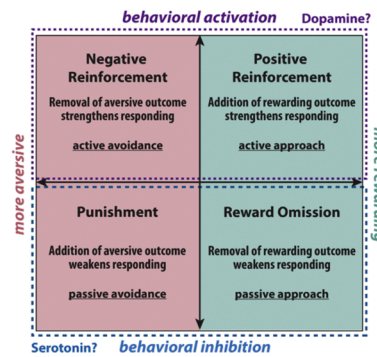 behavioral activation Dopamine?
Negative
Reinforcement
Removal of aversive outcome
strengthens responding
active avoidance
Positive
Reinforcement
Addition of rewarding outcome
strengthens responding
active approach
more aversive
more rewarding
Punishment
Addition of aversive outcome
weakens responding
passive avoidance
Reward Omission
Removal of rewarding outcome
weakens responding
passive approach
Serotonin? behavioral inhibition